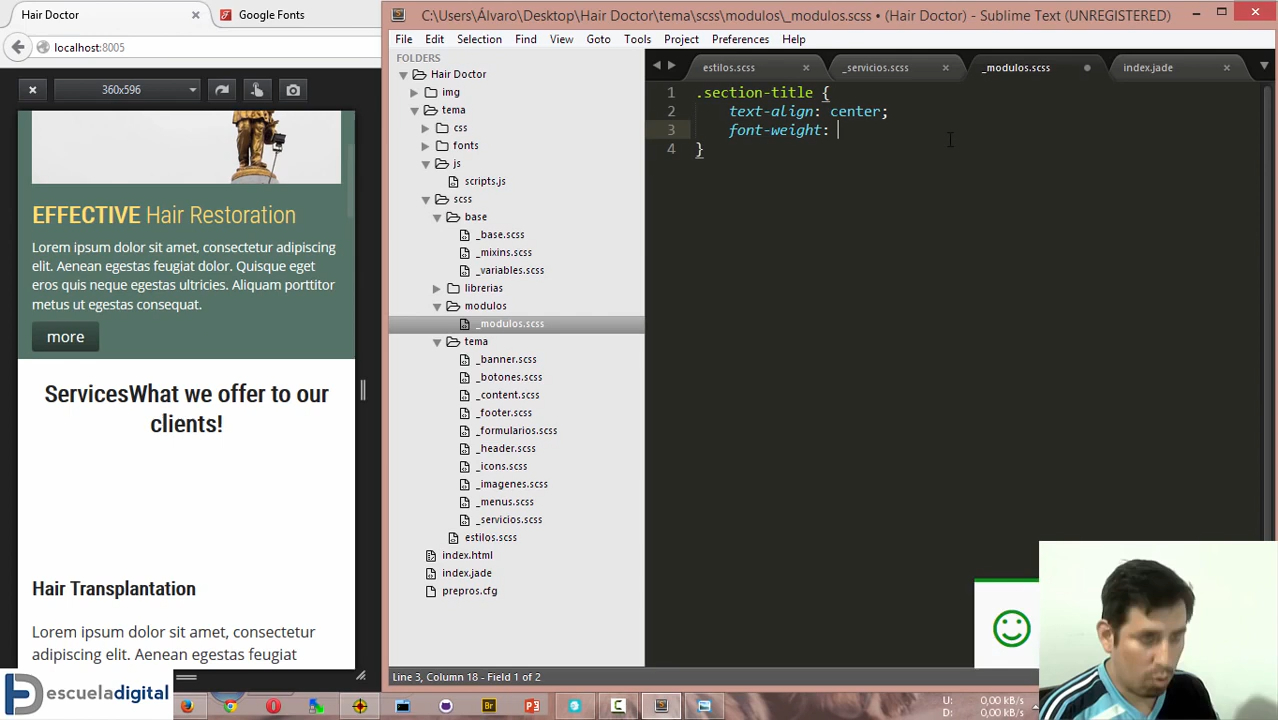 Hair Doctor
Google Fonts
localhost:8005
360x596
EFFECTIVE Hair Restoration
Lorem ipsum dolor sit amet, consectetur adipiscing
elit. Aenean egestas feugiat dolor. Quisque eget
eros quis neque egestas ultricies. Aliquam porttitor
metus ut egestas consequat.
more
ServicesWhat we offer to our
clients!
Hair Transplantation
Lorem ipsum dolor sit amet, consectetur
adipiscing elit. Aenean egestas feugiat
escueladigital
C:\Users\Álvaro\Desktop\Hair Doctor\tema\scss\modulos\_modulos.scss • (Hair Doctor) - Sublime Text (UNREGISTERED)
File Edit Selection Find View Goto Tools Project Preferences Help
FOLDERS
Hair Doctor
img
tema
css
fonts
js
scripts.js
scss
base
_base.scss
_mixins.scss
_variables.scss
librerias
modulos
_modulos.scss
tema
_banner.scss
_botones.scss
_content.scss
_footer.scss
_formularios.scss
_header.scss
_icons.scss
_imagenes.scss
_menus.scss
_servicios.scss
estilos.scss
index.html
index.jade
prepros.cfg
estilos.scss
_servicios.scss
_modulos.scss
index.jade
1 .section-title {
2 text-align: center;
3 font-weight:
4 }
Line 3, Column 18 - Field 1 of 2
Br
U: 0,00 kB/s
D: 0,00 kB/s